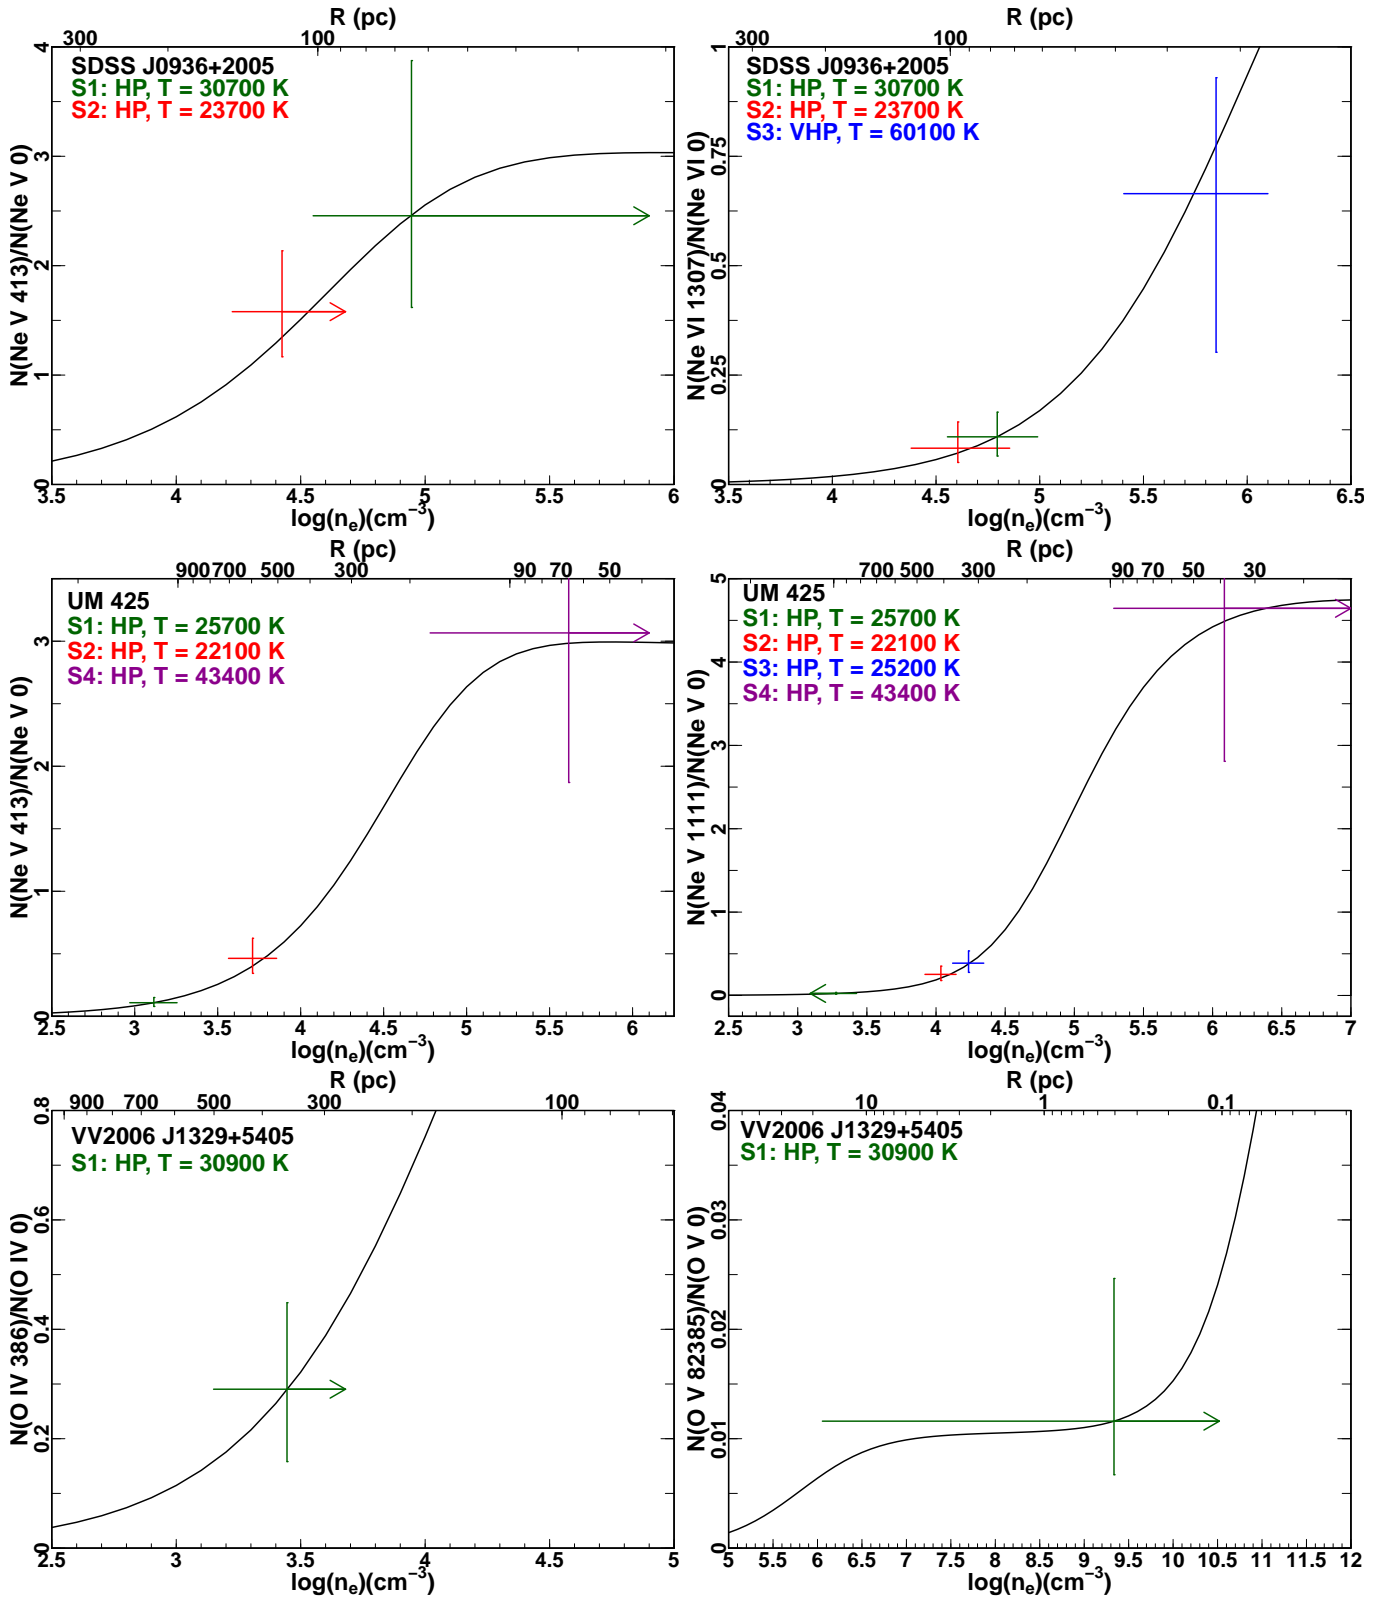 R (pc)
300 100
SDSS J0936+2005
S1: HP, T = 30700 K
S2: HP, T = 23700 K
N(Ne V 413)/N(Ne V 0)
0 1 2 3 4
3.5 4 4.5 5 5.5 6
log(nₑ)(cm⁻³)
R (pc)
300 100
SDSS J0936+2005
S1: HP, T = 30700 K
S2: HP, T = 23700 K
S3: VHP, T = 60100 K
N(Ne VI 1307)/N(Ne VI 0)
0 0.25 0.5 0.75 1
3.5 4 4.5 5 5.5 6 6.5
log(nₑ)(cm⁻³)
R (pc)
900 700 500 300 90 70 50
UM 425
S1: HP, T = 25700 K
S2: HP, T = 22100 K
S4: HP, T = 43400 K
N(Ne V 413)/N(Ne V 0)
0 1 2 3
2.5 3 3.5 4 4.5 5 5.5 6
log(nₑ)(cm⁻³)
R (pc)
700 500 300 90 70 50 30
UM 425
S1: HP, T = 25700 K
S2: HP, T = 22100 K
S3: HP, T = 25200 K
S4: HP, T = 43400 K
N(Ne V 1111)/N(Ne V 0)
0 1 2 3 4 5
2.5 3 3.5 4 4.5 5 5.5 6 6.5 7
log(nₑ)(cm⁻³)
R (pc)
900 700 500 300 100
VV2006 J1329+5405
S1: HP, T = 30900 K
N(O IV 386)/N(O IV 0)
0 0.2 0.4 0.6 0.8
2.5 3 3.5 4 4.5 5
log(nₑ)(cm⁻³)
R (pc)
10 1 0.1
VV2006 J1329+5405
S1: HP, T = 30900 K
N(O V 82385)/N(O V 0)
0 0.01 0.02 0.03 0.04
5 5.5 6 6.5 7 7.5 8 8.5 9 9.5 10 10.5 11 11.5 12
log(nₑ)(cm⁻³)